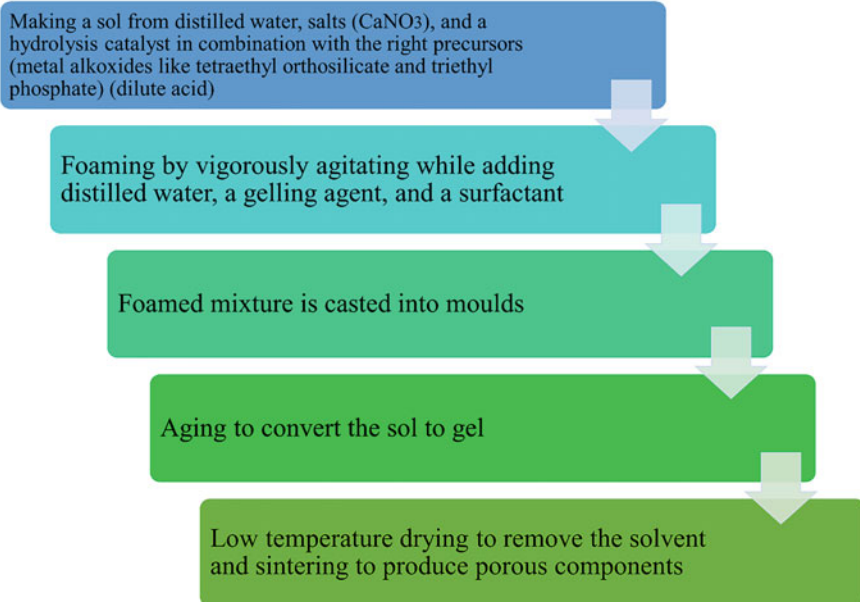 Making a sol from distilled water, salts (CaNO3), and a
hydrolysis catalyst in combination with the right precursors
(metal alkoxides like tetraethyl orthosilicate and triethyl
phosphate) (dilute acid)
Foaming by vigorously agitating while adding
distilled water, a gelling agent, and a surfactant
Foamed mixture is casted into moulds
Aging to convert the sol to gel
Low temperature drying to remove the solvent
and sintering to produce porous components